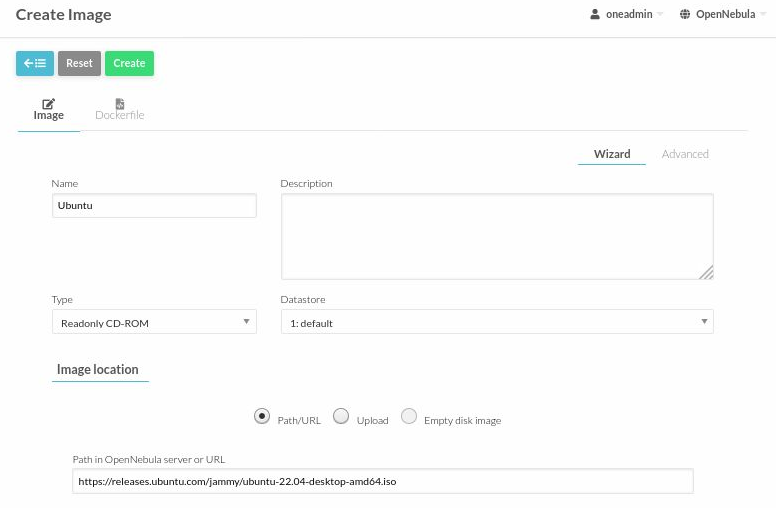 Create Image
oneadmin OpenNebula
Reset Create
Image Dockerfile
Wizard Advanced
Name Description
Ubuntu
Type Datastore
Readonly CD-ROM 1: default
Image location
Path/URL Upload Empty disk image
Path in OpenNebula server or URL
https://releases.ubuntu.com/jammy/ubuntu-22.04-desktop-amd64.iso